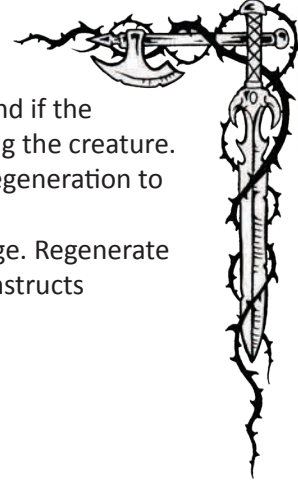 nd if the
g the creature.
egeneration to
ge. Regenerate
nstructs